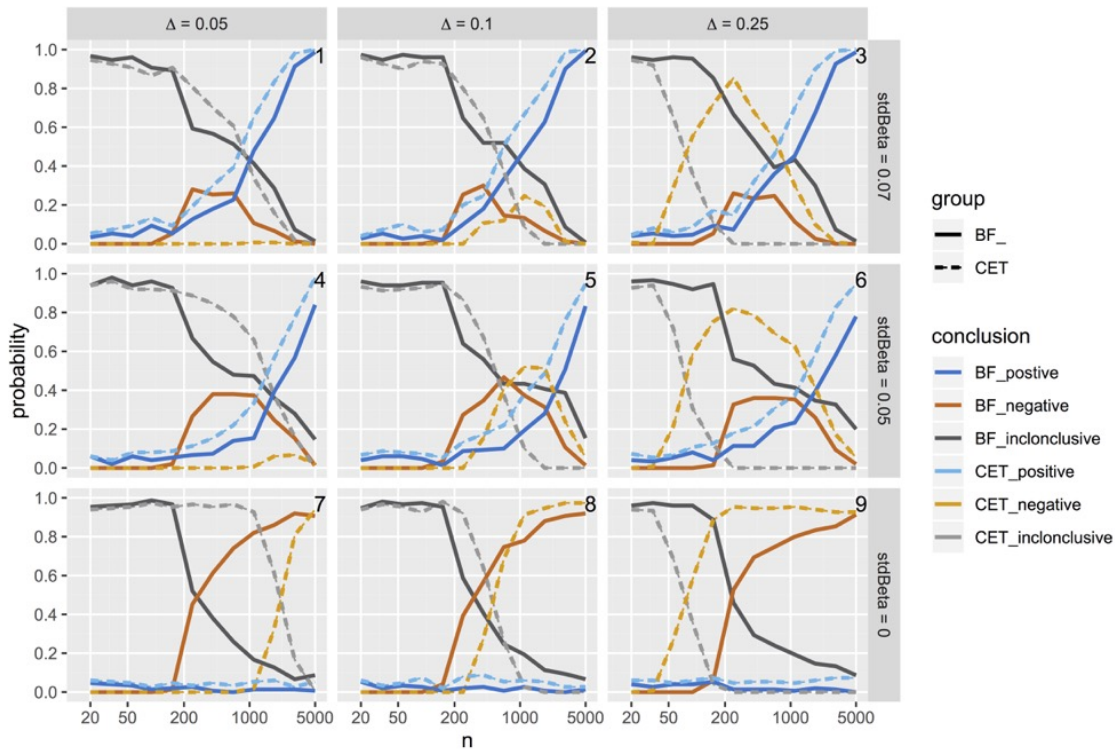 Δ = 0.05
Δ = 0.1
Δ = 0.25
1.0
0.8
0.6
0.4
0.2
0.0
1
2
3
stdBeta = 0.07
1.0
0.8
0.6
0.4
0.2
0.0
4
5
6
stdBeta = 0.05
1.0
0.8
0.6
0.4
0.2
0.0
7
8
9
stdBeta = 0
probability
20 50 200 1000 5000
20 50 200 1000 5000
20 50 200 1000 5000
n
group
BF_
CET
conclusion
BF_postive
BF_negative
BF_inclonclusive
CET_positive
CET_negative
CET_inclonclusive